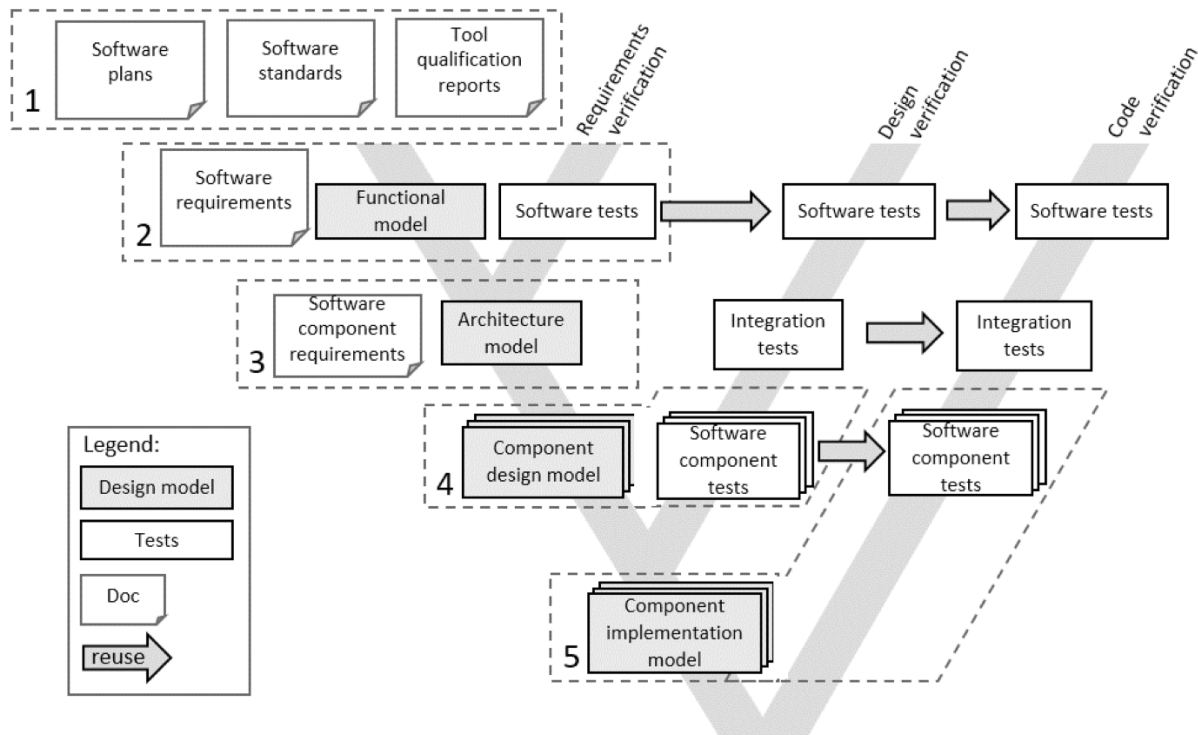 Software
plans
Software
standards
Tool
qualification
reports
1
Requirements
verification
Design
verification
Code
verification
Software
requirements
Functional
model
Software tests
Software tests
Software tests
2
Software
component
requirements
Architecture
model
Integration
tests
Integration
tests
3
Component
design model
Software
component
tests
Software
component
tests
4
Component
implementation
model
5
Legend:
Design model
Tests
Doc
reuse